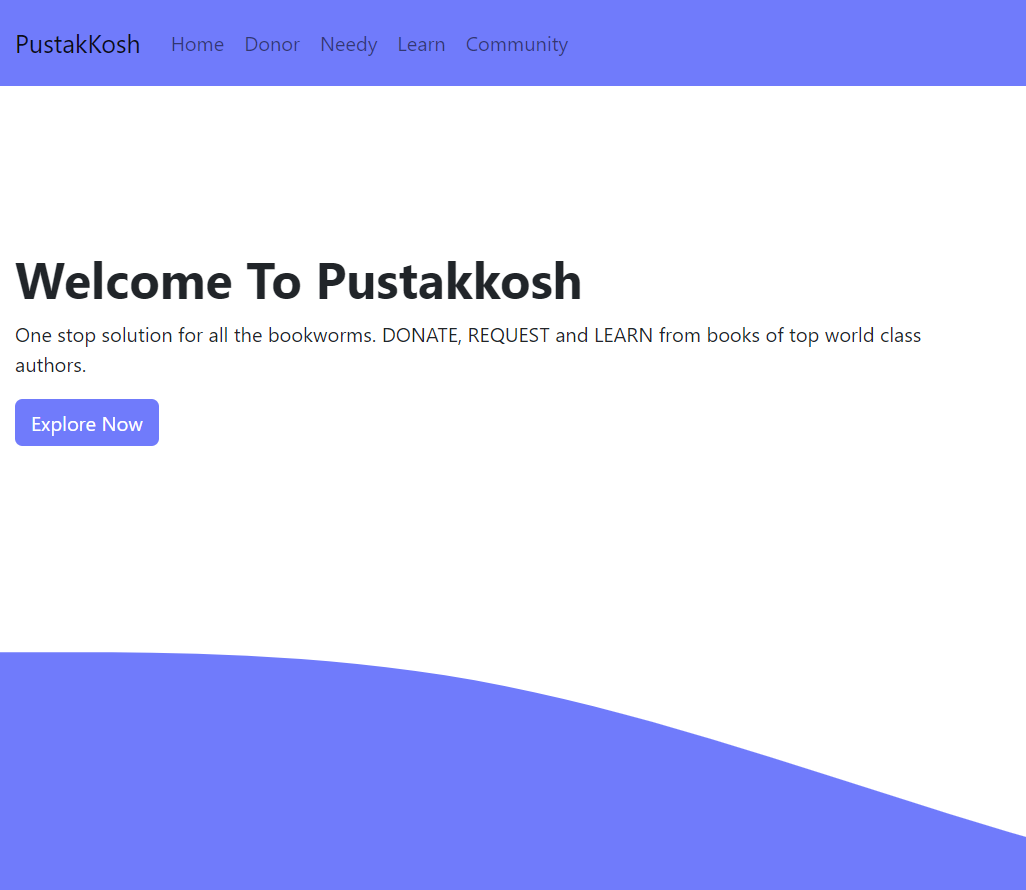 PustakKosh Home Donor Needy Learn Community
Welcome To Pustakkosh
One stop solution for all the bookworms. DONATE, REQUEST and LEARN from books of top world class
authors.
Explore Now